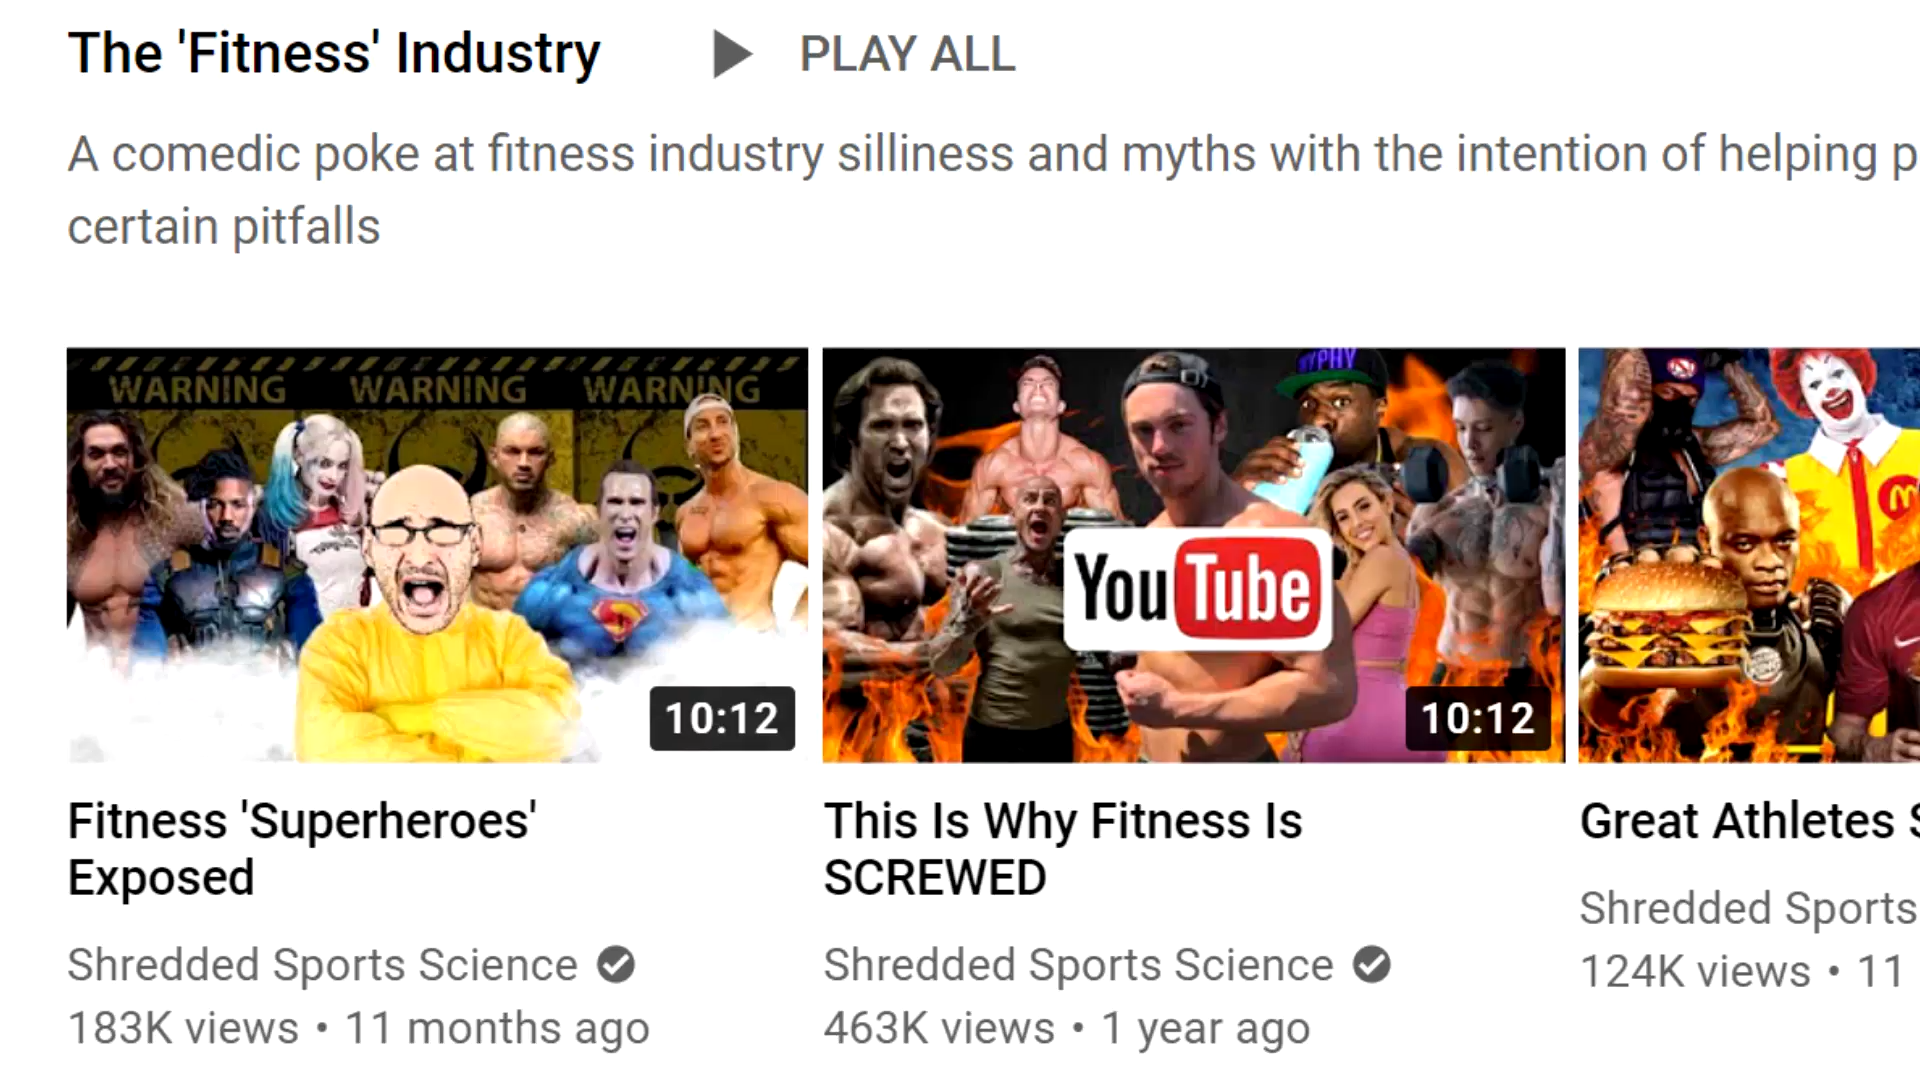 The 'Fitness' Industry PLAY ALL
A comedic poke at fitness industry silliness and myths with the intention of helping p
certain pitfalls
WARNING WARNING WARNING
10:12
YouTube
10:12
Fitness 'Superheroes'
Exposed
Shredded Sports Science
183K views • 11 months ago
This Is Why Fitness Is
SCREWED
Shredded Sports Science
463K views • 1 year ago
Great Athletes
Shredded Sports
124K views • 11